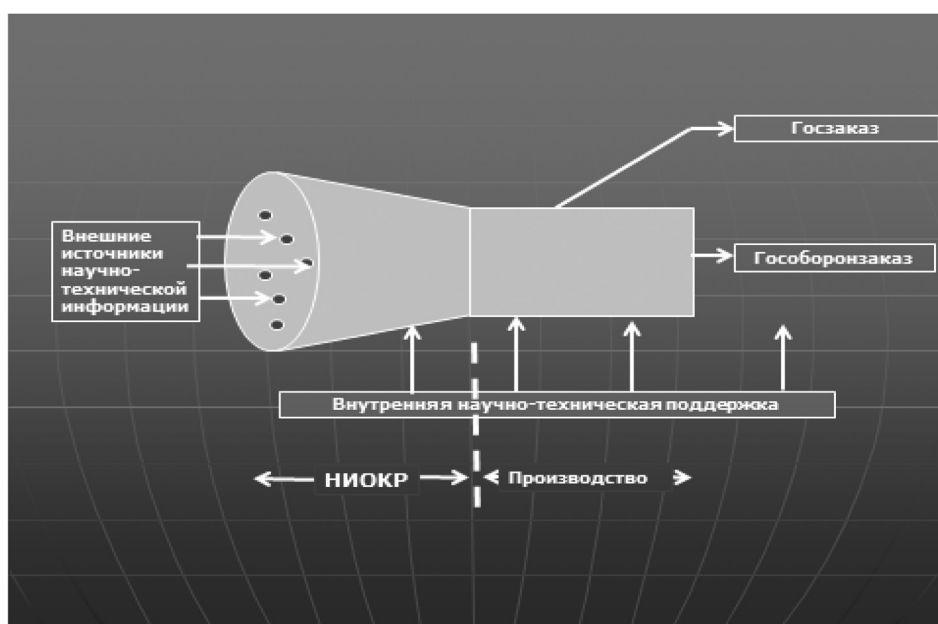 Госзаказ
Внешние
источники
научно-
технической
информации
Гособоронзаказ
Внутренняя научно-техническая поддержка
НИОКР
Производство